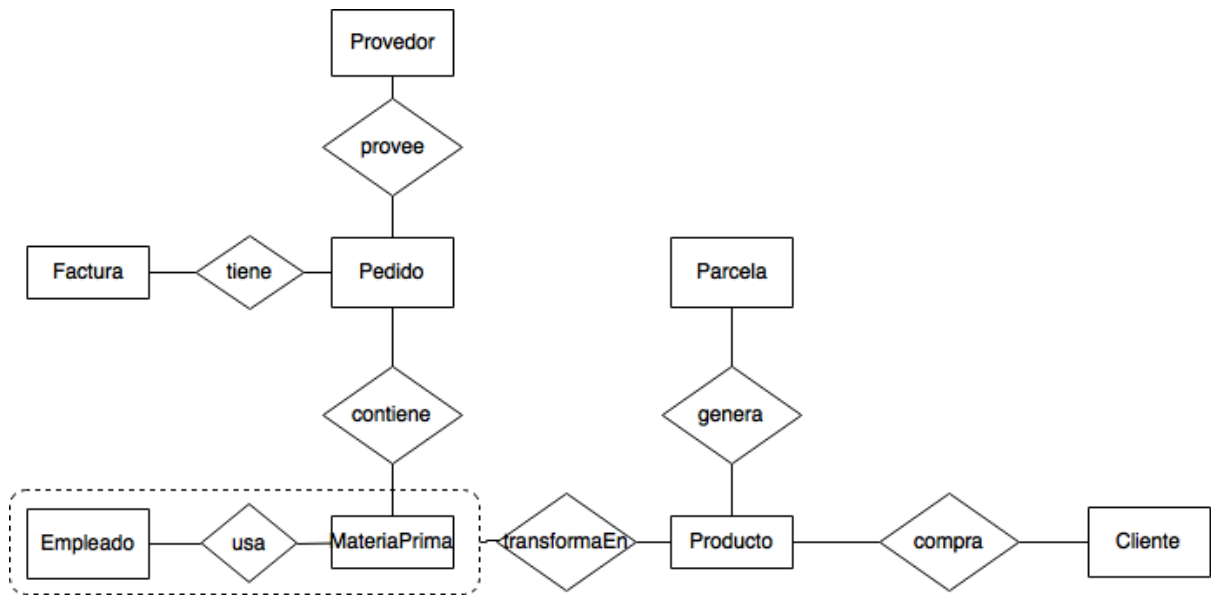 Provedor
provee
Factura
tiene
Pedido
Parcela
contiene
genera
Empleado
usa
MateriaPrima
transformaEn
Producto
compra
Cliente